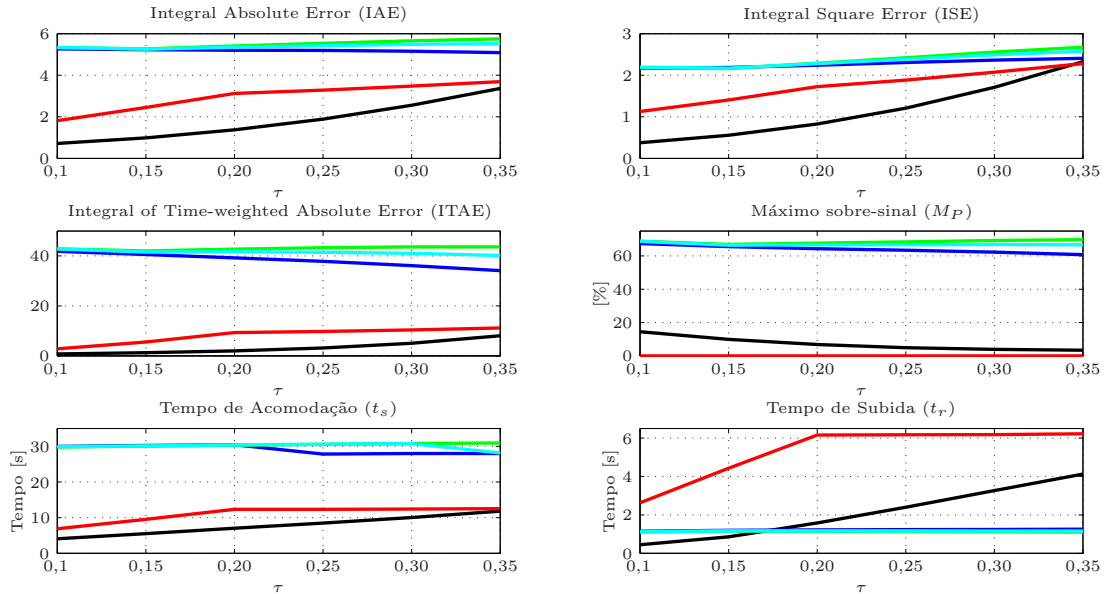 Integral Absolute Error (IAE)
6
4
2
0
0,1 0,15 0,20 0,25 0,30 0,35
τ
Integral Square Error (ISE)
3
2
1
0
0,1 0,15 0,20 0,25 0,30 0,35
τ
Integral of Time-weighted Absolute Error (ITAE)
40
20
0
0,1 0,15 0,20 0,25 0,30 0,35
τ
Máximo sobre-sinal (M_P)
[%]
60
40
20
0
0,1 0,15 0,20 0,25 0,30 0,35
τ
Tempo de Acomodação (t_s)
Tempo [s]
30
20
10
0
0,1 0,15 0,20 0,25 0,30 0,35
τ
Tempo de Subida (t_r)
Tempo [s]
6
4
2
0
0,1 0,15 0,20 0,25 0,30 0,35
τ